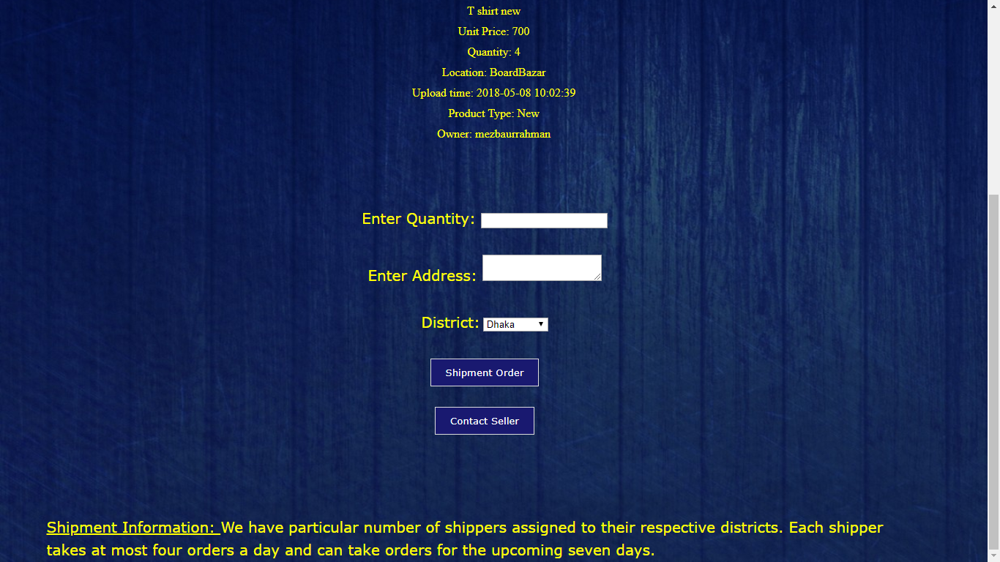 T shirt new
Unit Price: 700
Quantity: 4
Location: BoardBazar
Upload time: 2018-05-08 10:02:39
Product Type: New
Owner: mezbaurrahman
Enter Quantity:
Enter Address:
District: Dhaka
Shipment Order
Contact Seller
Shipment Information: We have particular number of shippers assigned to their respective districts. Each shipper
takes at most four orders a day and can take orders for the upcoming seven days.